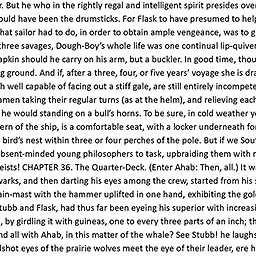 r. But he who in the rightly regal and intelligent spirit presides over
ould have been the drumsticks. For Flask to have presumed to help
hat sailor had to do, in order to obtain ample vengeance, was to g
three savages, Dough-Boy's whole life was one continual lip-quiver
apkin should he carry on his arm, but a buckler. In good time, thou
g ground. And if, after a three, four, or five years' voyage she is dra
h well capable of facing out a stiff gale, are still entirely incompete
amen taking their regular turns (as at the helm), and relieving each
he would standing on a bull's horns. To be sure, in cold weather y
ern of the ship, is a comfortable seat, with a locker underneath for
bird's nest within three or four perches of the pole. But if we Sout
bsent-minded young philosophers to task, upbraiding them with n
eists! CHAPTER 36. The Quarter-Deck. (Enter Ahab: Then, all.) It w
varks, and then darting his eyes among the crew, started from his
ain-mast with the hammer uplifted in one hand, exhibiting the gol
tubb and Flask, had thus far been eyeing his superior with increasi
, by girdling it with guineas, one to every three parts of an inch; th
nd all with Ahab, in this matter of the whale? See Stubb! he laughs
dshot eyes of the prairie wolves meet the eye of their leader, ere h